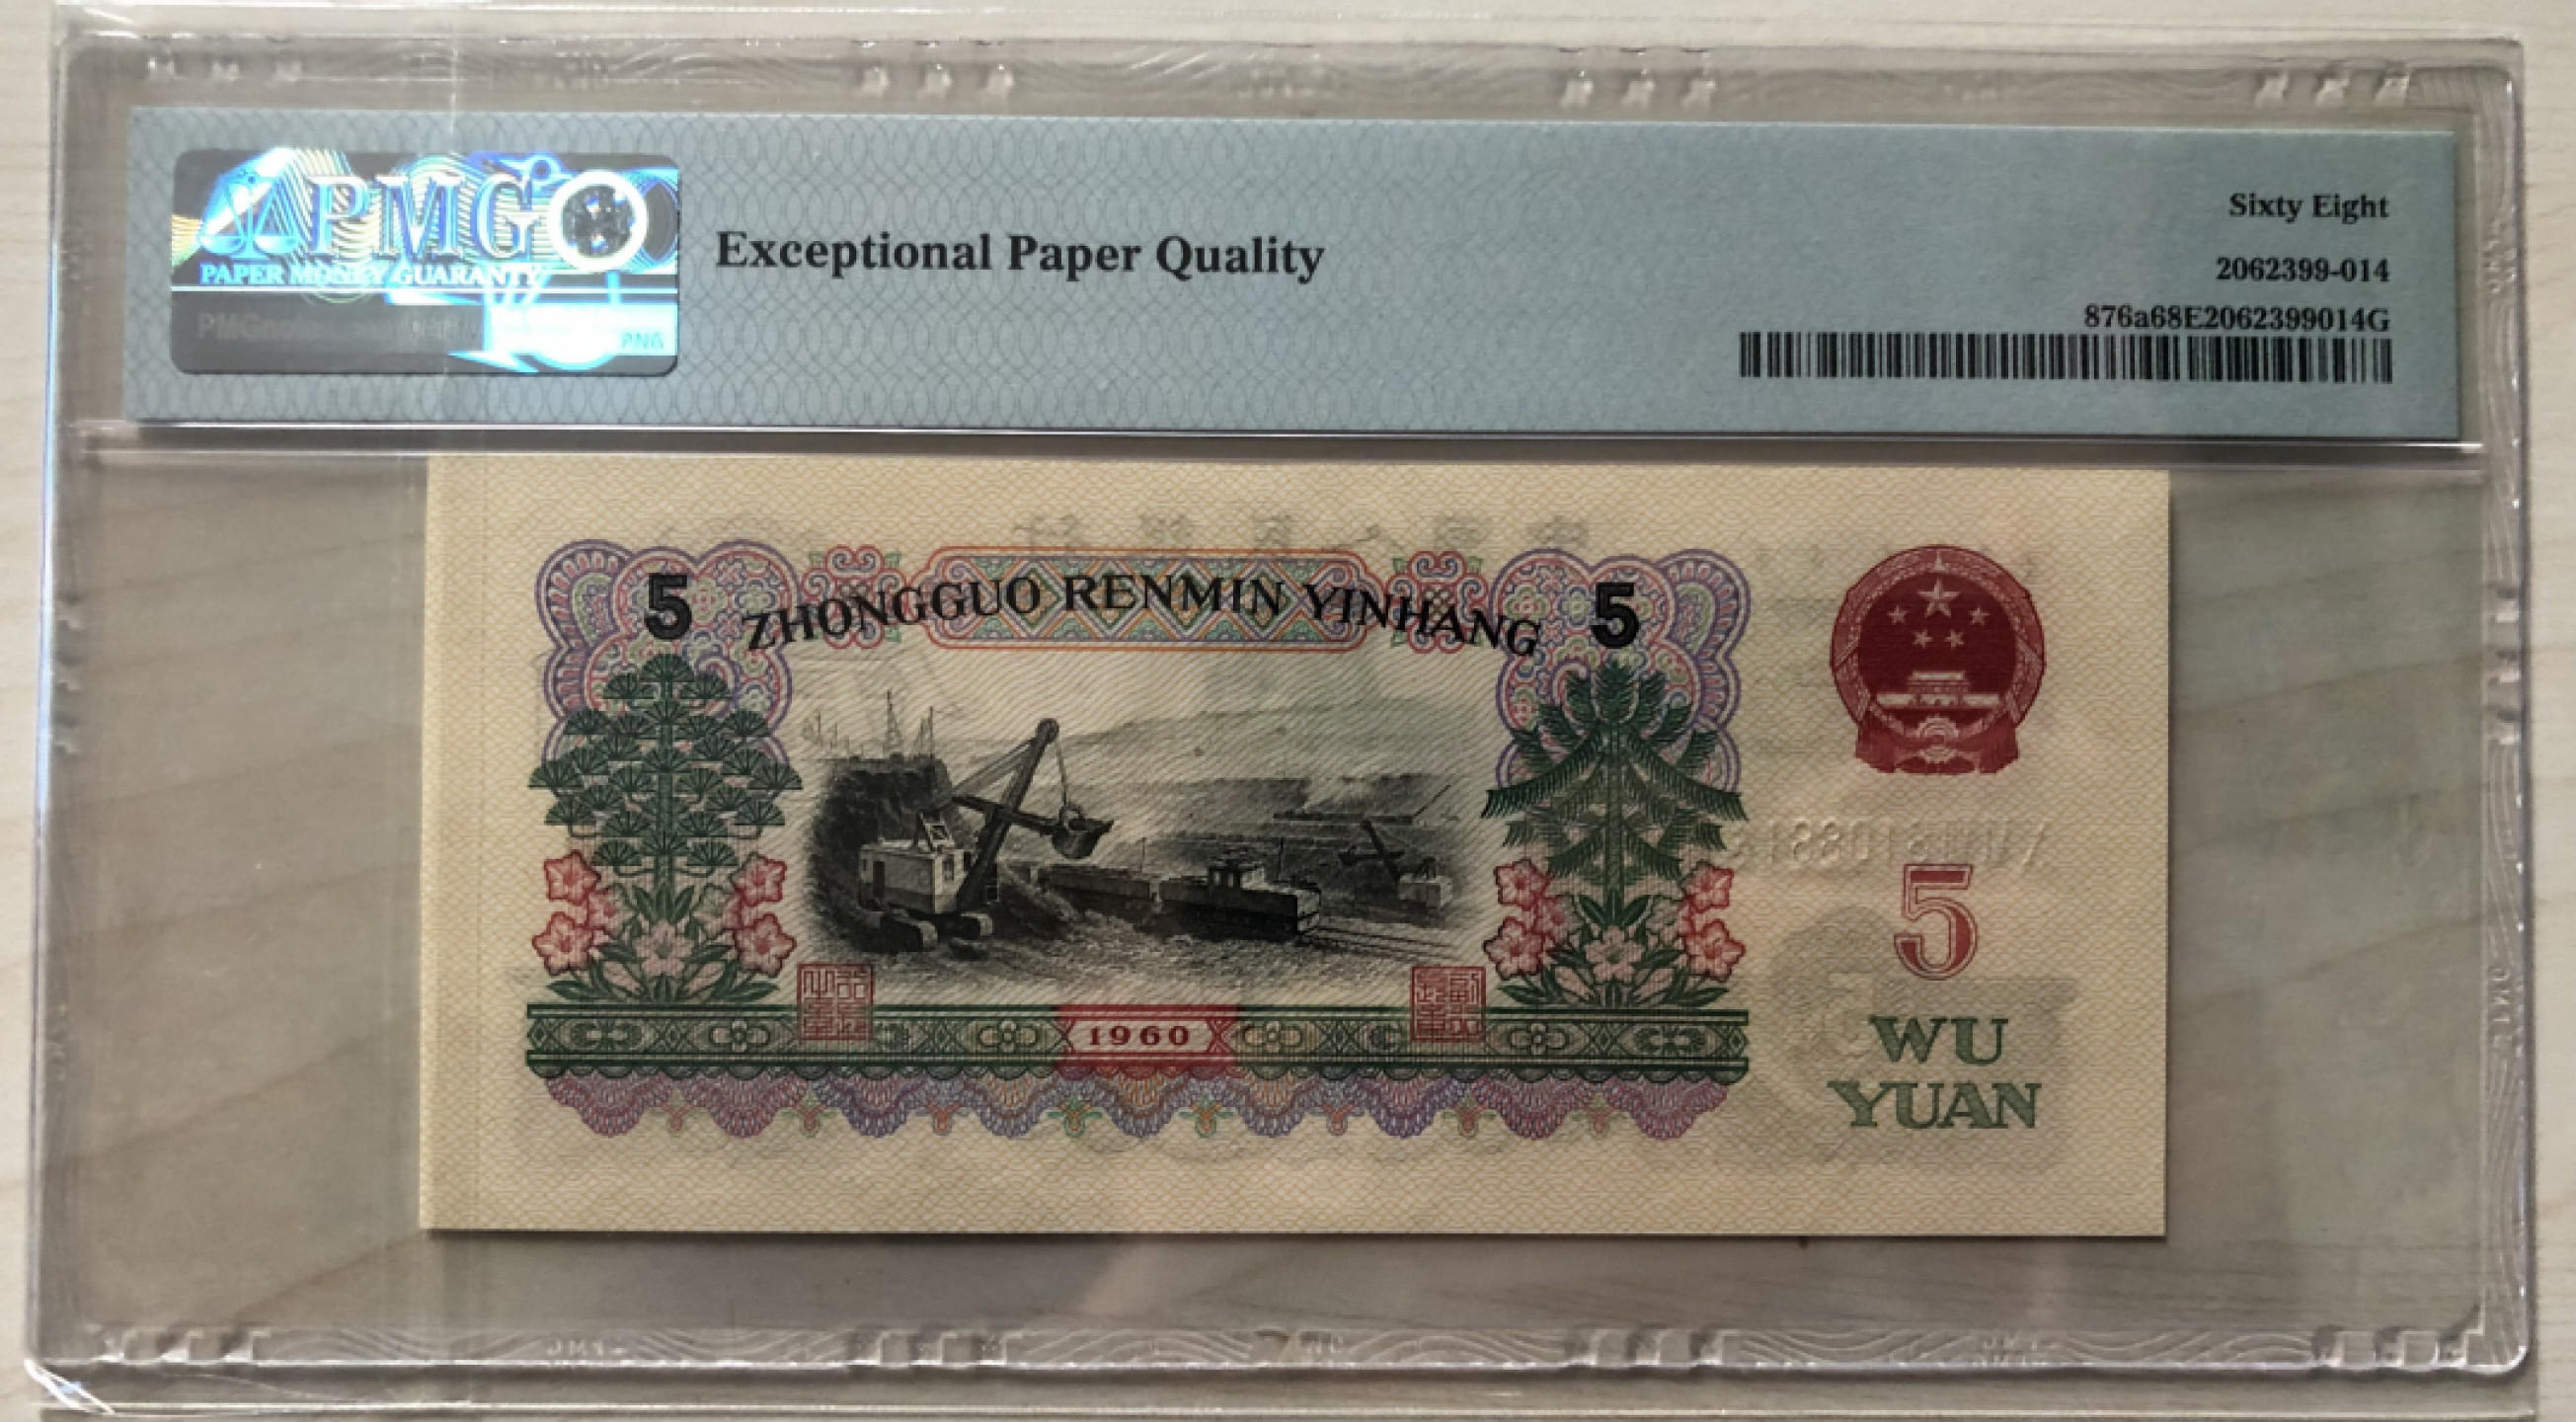 PMG
PAPER MONEY GUARANTY
Exceptional Paper Quality
Sixty Eight
2062399-014
876a68E2062399014G
5 ZHONGGUO RENMIN YINHANG 5
5
1960
WU
YUAN